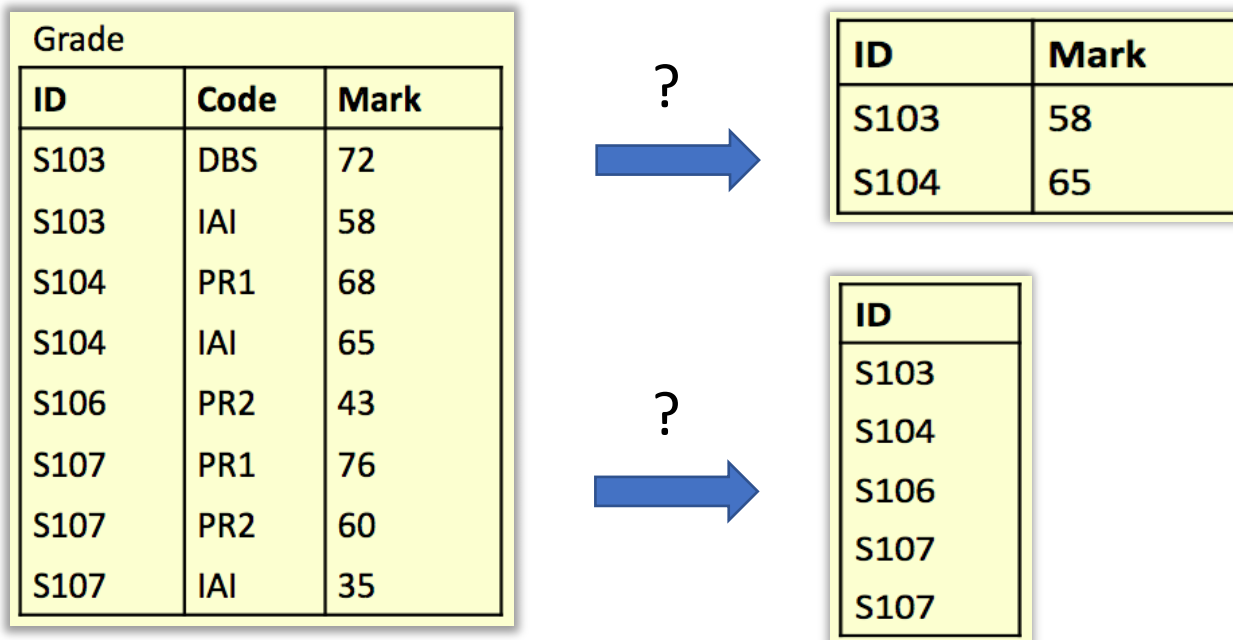 Grade
ID Code Mark
S103 DBS 72
S103 IAI 58
S104 PR1 68
S104 IAI 65
S106 PR2 43
S107 PR1 76
S107 PR2 60
S107 IAI 35
?
ID Mark
S103 58
S104 65
?
ID
S103
S104
S106
S107
S107